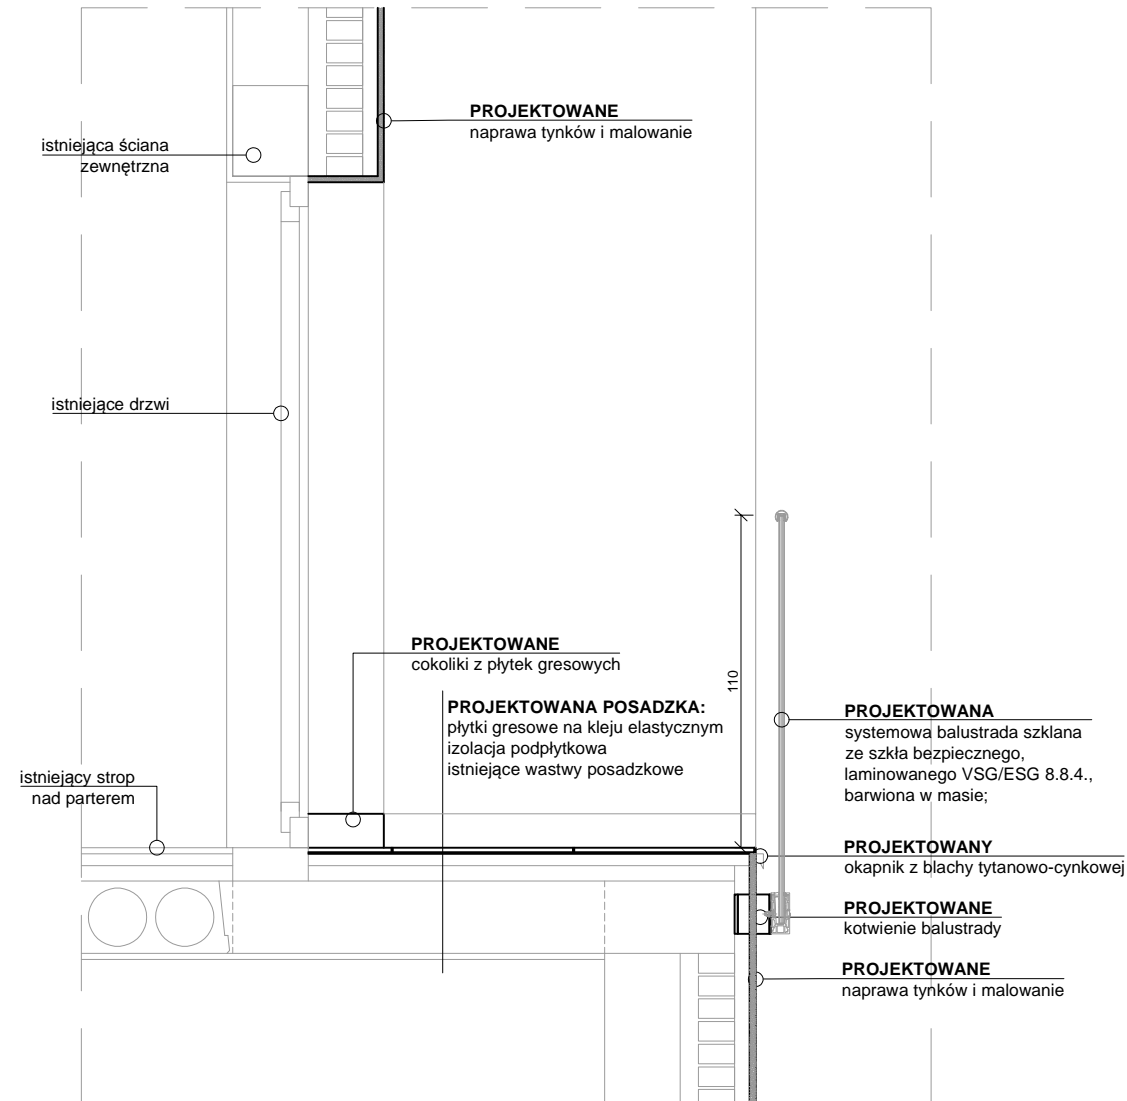 PROJEKTOWANE
naprawa tynków i malowanie
istniejąca ściana
zewnętrzna
istniejące drzwi
PROJEKTOWANE
cokoliki z płytek gresowych
110
PROJEKTOWANA POSADZKA:
płytki gresowe na kleju elastycznym
izolacja podpłytkowa
istniejące wastwy posadzkowe
PROJEKTOWANA
systemowa balustrada szklana
ze szkła bezpiecznego,
laminowanego VSG/ESG 8.8.4.,
barwiona w masie;
istniejący strop
nad parterem
PROJEKTOWANY
okapnik z blachy tytanowo-cynkowej
PROJEKTOWANE
kotwienie balustrady
PROJEKTOWANE
naprawa tynków i malowanie